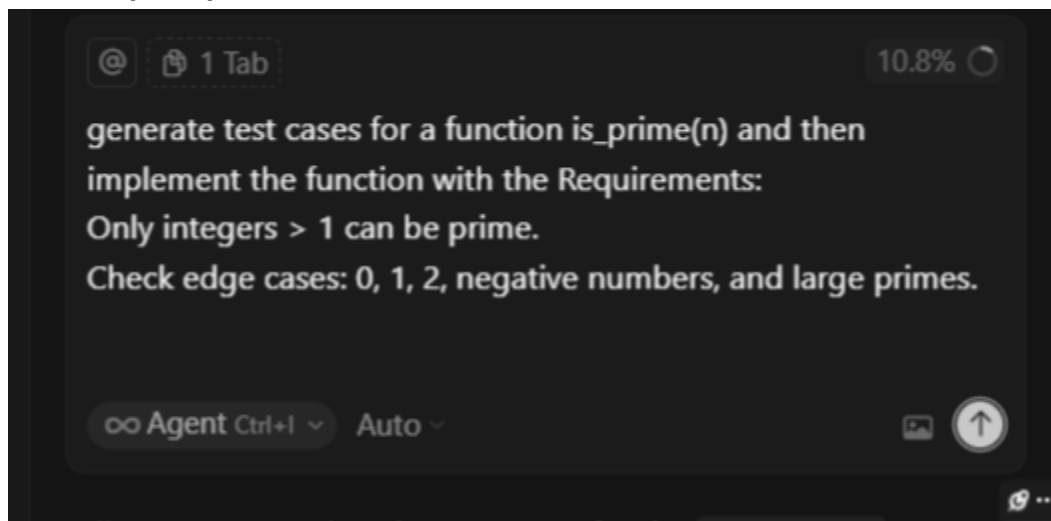 @ 1 Tab 10.8%
generate test cases for a function is_prime(n) and then
implement the function with the Requirements:
Only integers > 1 can be prime.
Check edge cases: 0, 1, 2, negative numbers, and large primes.
Agent Ctrl+I Auto